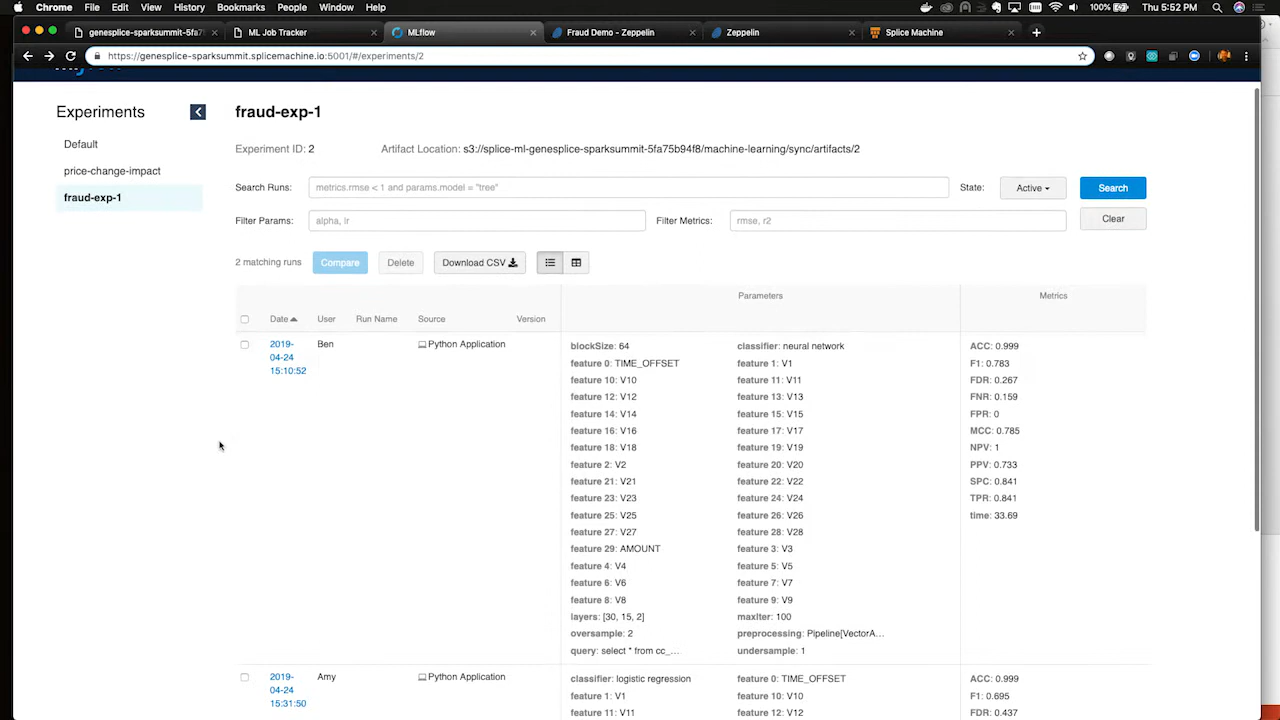 Chrome File Edit View History Bookmarks People Window Help
Thu 5:52 PM
genesplice-sparksummit-5fa7
ML Job Tracker
MLflow
Fraud Demo - Zeppelin
Zeppelin
Splice Machine
https://genesplice-sparksummit.splicemachine.io:5001/#/experiments/2
Experiments
Default
price-change-impact
fraud-exp-1
fraud-exp-1
Experiment ID: 2 Artifact Location: s3://splice-ml-genesplice-sparksummit-5fa75b94f8/machine-learning/sync/artifacts/2
Search Runs: metrics.rmse < 1 and params.model = "tree" State: Active Search
Filter Params: alpha, lr Filter Metrics: rmse, r2 Clear
2 matching runs Compare Delete Download CSV
Parameters Metrics
Date User Run Name Source Version
2019-04-24 15:10:52 Ben Python Application
blockSize: 64 classifier: neural network ACC: 0.999
feature 0: TIME_OFFSET feature 1: V1 F1: 0.783
feature 10: V10 feature 11: V11 FDR: 0.267
feature 12: V12 feature 13: V13 FNR: 0.159
feature 14: V14 feature 15: V15 FPR: 0
feature 16: V16 feature 17: V17 MCC: 0.785
feature 18: V18 feature 19: V19 NPV: 1
feature 2: V2 feature 20: V20 PPV: 0.733
feature 21: V21 feature 22: V22 SPC: 0.841
feature 23: V23 feature 24: V24 TPR: 0.841
feature 25: V25 feature 26: V26 time: 33.69
feature 27: V27 feature 28: V28
feature 29: AMOUNT feature 3: V3
feature 4: V4 feature 5: V5
feature 6: V6 feature 7: V7
feature 8: V8 feature 9: V9
layers: [30, 15, 2] maxIter: 100
oversample: 2 preprocessing: Pipeline[VectorA...
query: select * from cc_... undersample: 1
2019-04-24 15:31:50 Amy Python Application
classifier: logistic regression feature 0: TIME_OFFSET ACC: 0.999
feature 1: V1 feature 10: V10 F1: 0.695
feature 11: V11 feature 12: V12 FDR: 0.437